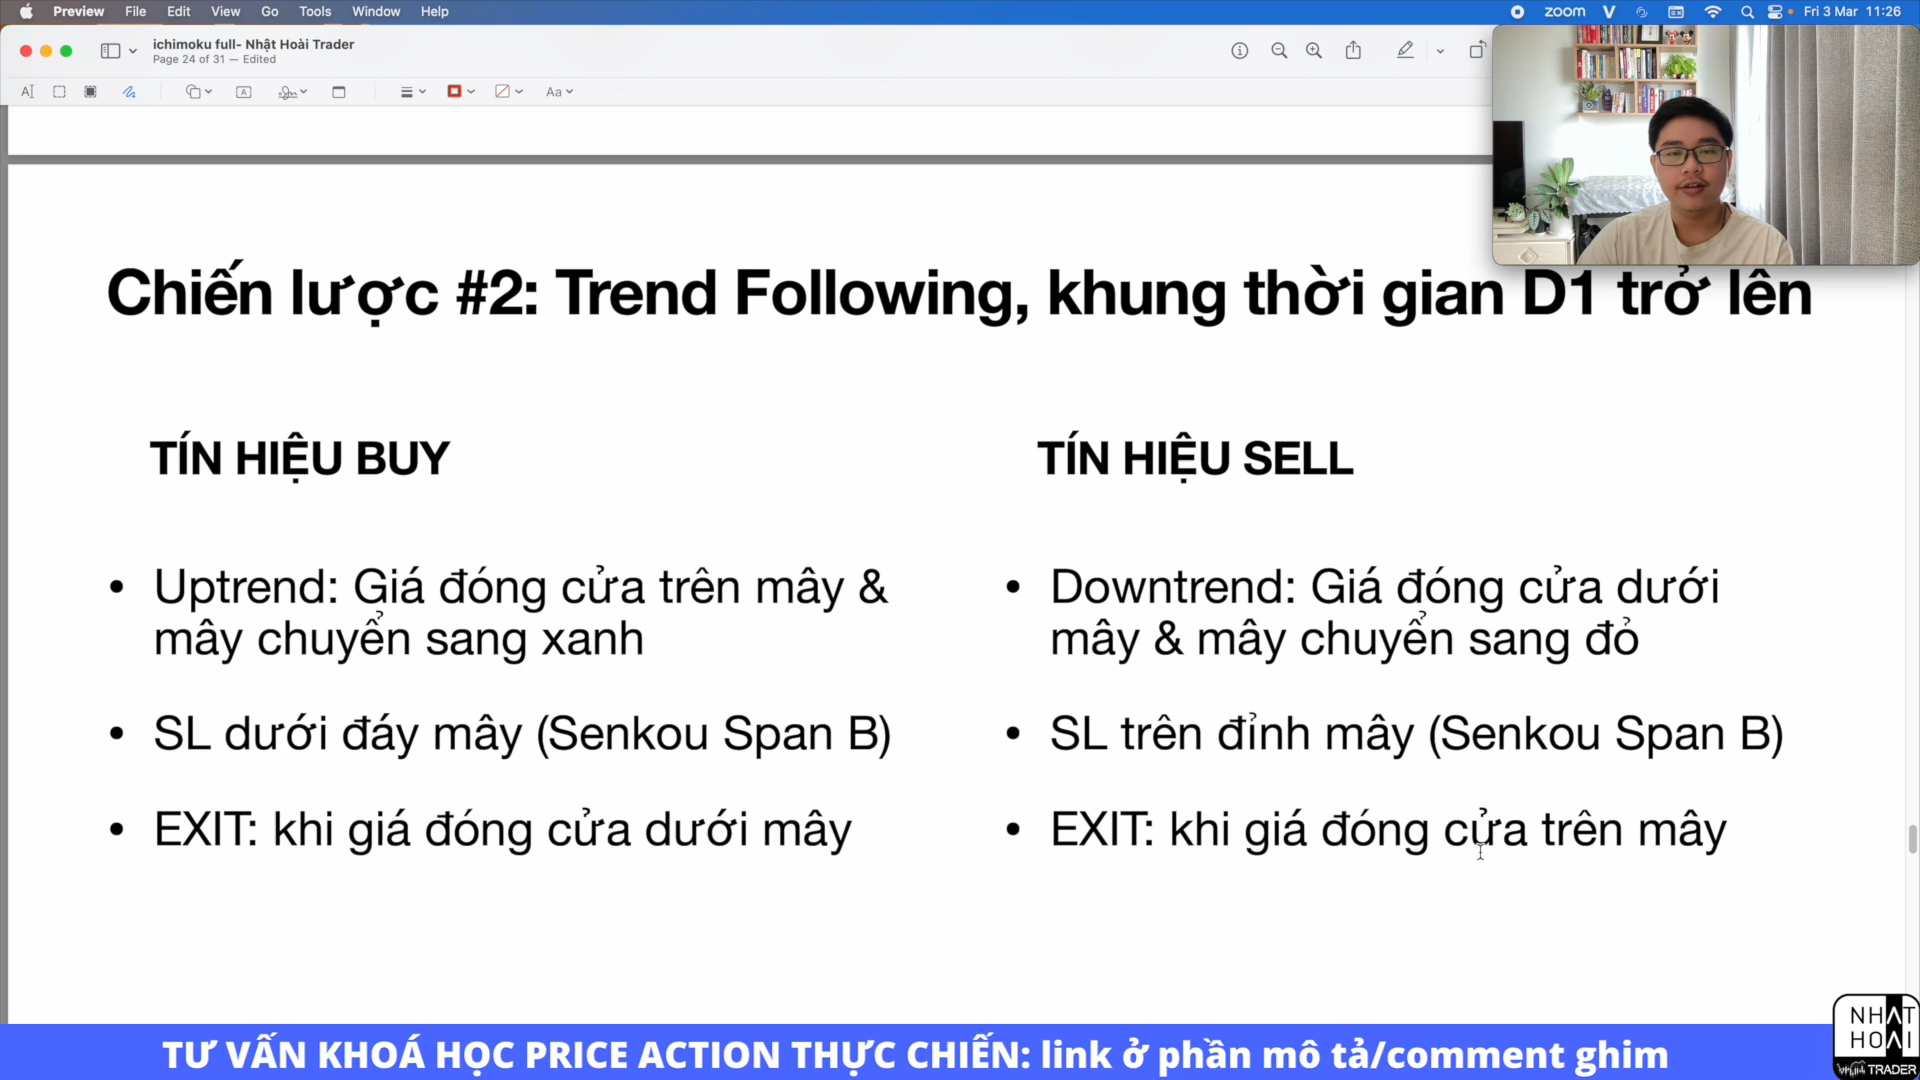 Preview File Edit View Go Tools Window Help zoom V Fri 3 Mar 11:26
ichimoku full- Nhật Hoài Trader
Page 24 of 31 — Edited
AI A Aa
Chiến lược #2: Trend Following, khung thời gian D1 trở lên
TÍN HIỆU BUY
• Uptrend: Giá đóng cửa trên mây &
mây chuyển sang xanh
• SL dưới đáy mây (Senkou Span B)
• EXIT: khi giá đóng cửa dưới mây
TÍN HIỆU SELL
• Downtrend: Giá đóng cửa dưới
mây & mây chuyển sang đỏ
• SL trên đỉnh mây (Senkou Span B)
• EXIT: khi giá đóng cửa trên mây
TƯ VẤN KHOÁ HỌC PRICE ACTION THỰC CHIẾN: link ở phần mô tả/comment ghim
NHAT
HOAI
TRADER